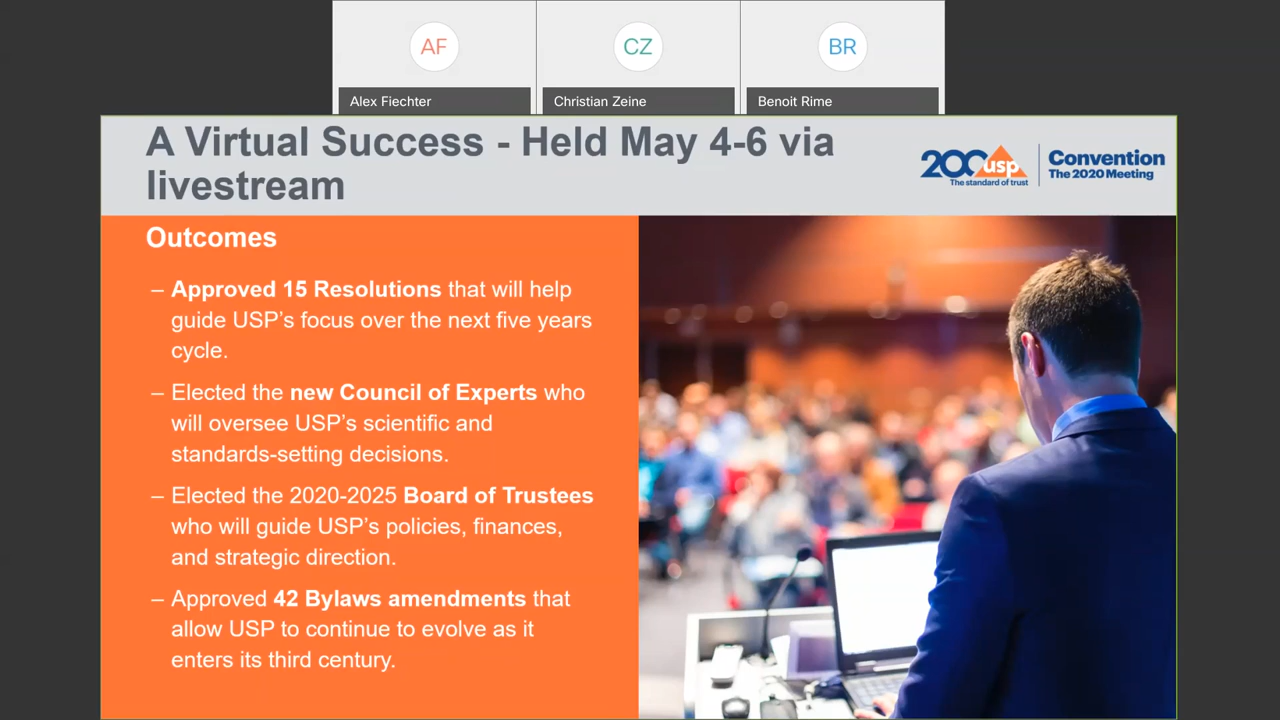 AF
CZ
BR
Alex Fiechter
Christian Zeine
Benoit Rime
A Virtual Success - Held May 4-6 via
livestream
200 usp
The standard of trust
Convention
The 2020 Meeting
Outcomes
– Approved 15 Resolutions that will help
guide USP’s focus over the next five years
cycle.
– Elected the new Council of Experts who
will oversee USP’s scientific and
standards-setting decisions.
– Elected the 2020-2025 Board of Trustees
who will guide USP’s policies, finances,
and strategic direction.
– Approved 42 Bylaws amendments that
allow USP to continue to evolve as it
enters its third century.